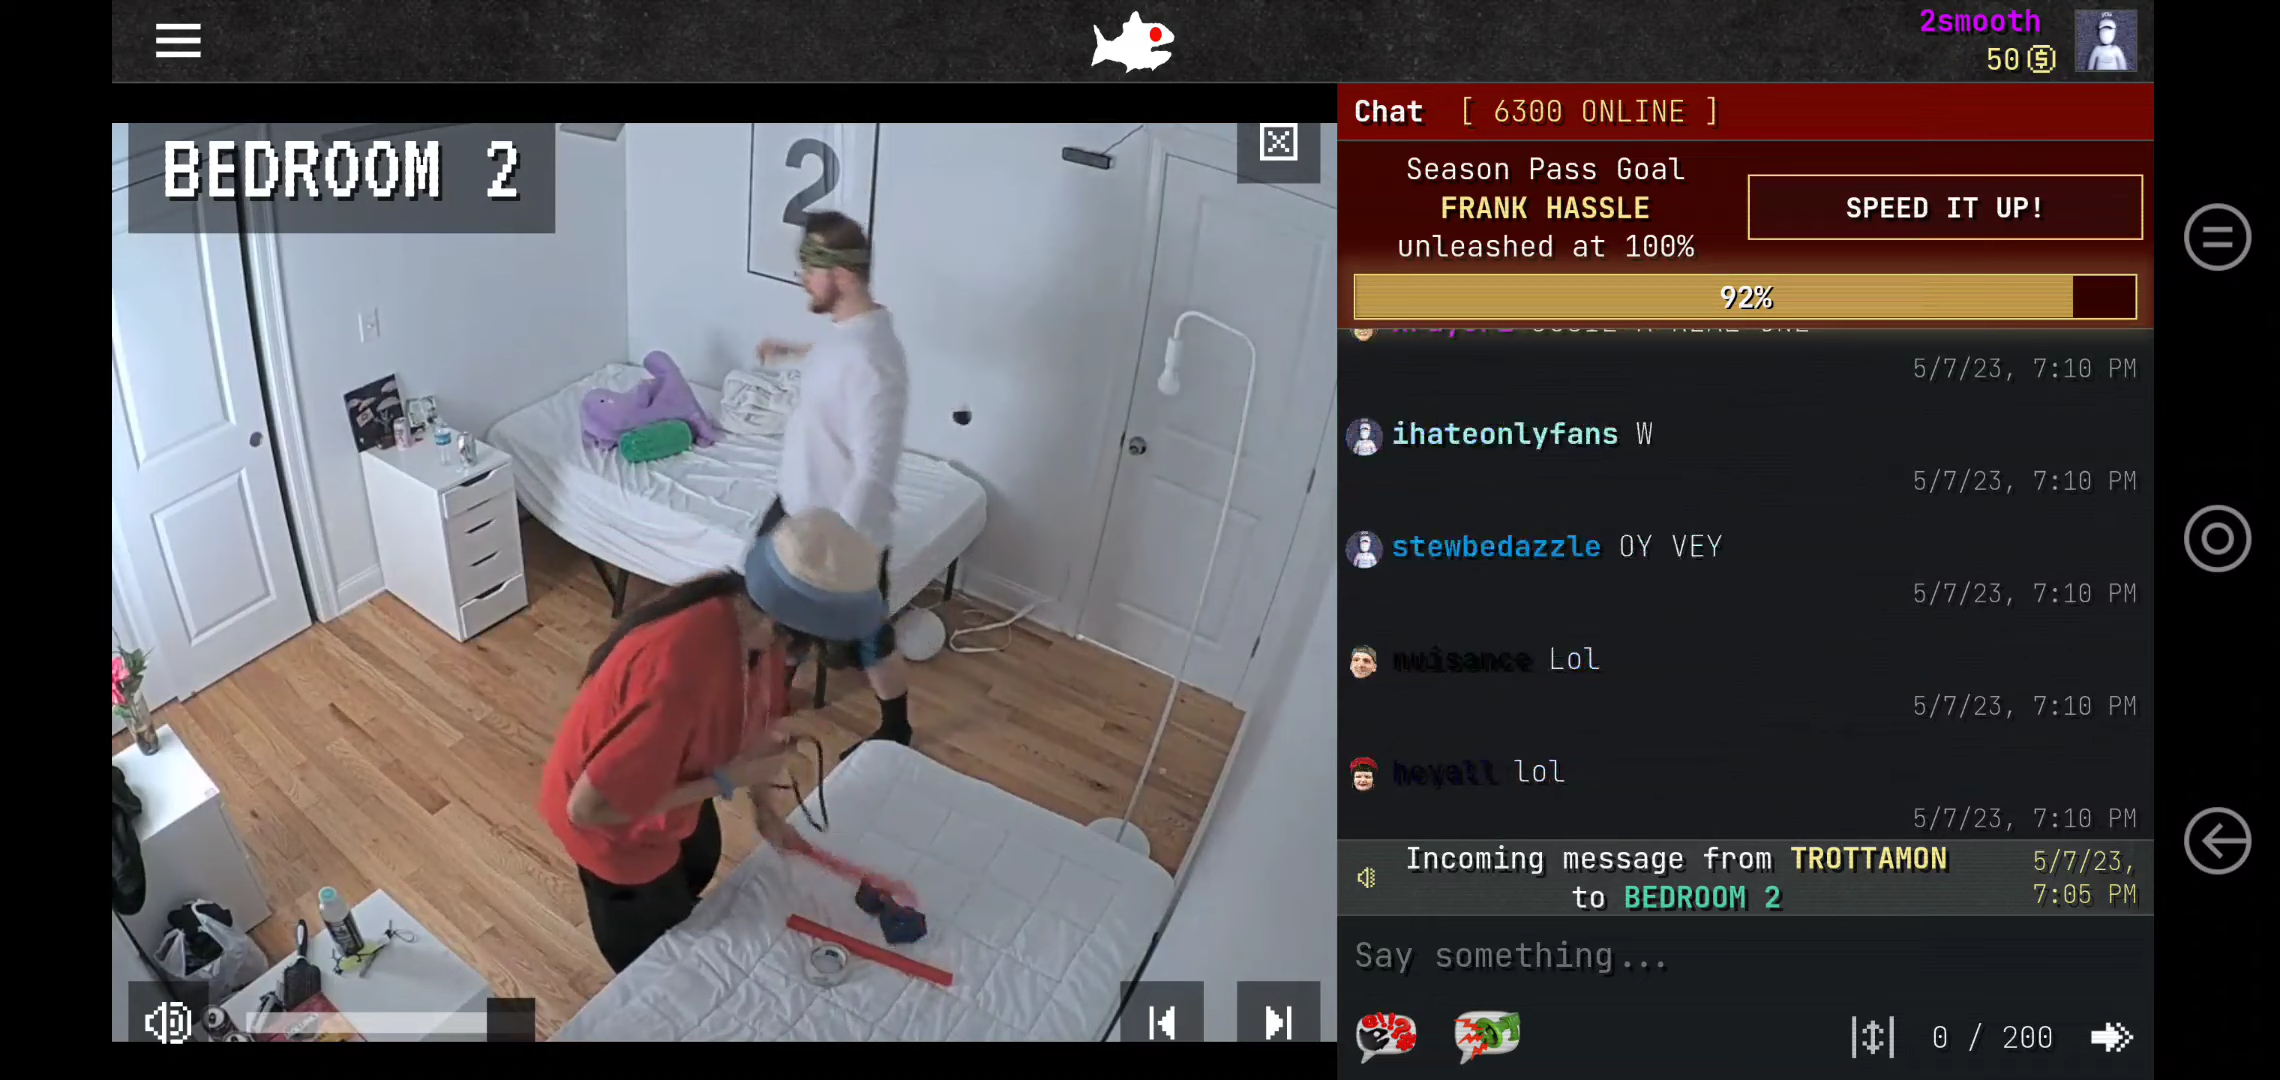 2smooth
50
BEDROOM 2
2
Chat [ 6300 ONLINE ]
Season Pass Goal
FRANK HASSLE
unleashed at 100%
SPEED IT UP!
92%
5/7/23, 7:10 PM
ihateonlyfans W
5/7/23, 7:10 PM
stewbedazzle OY VEY
5/7/23, 7:10 PM
nuisance Lol
5/7/23, 7:10 PM
heyall lol
5/7/23, 7:10 PM
Incoming message from TROTTAMON
to BEDROOM 2
5/7/23,
7:05 PM
Say something...
0 / 200